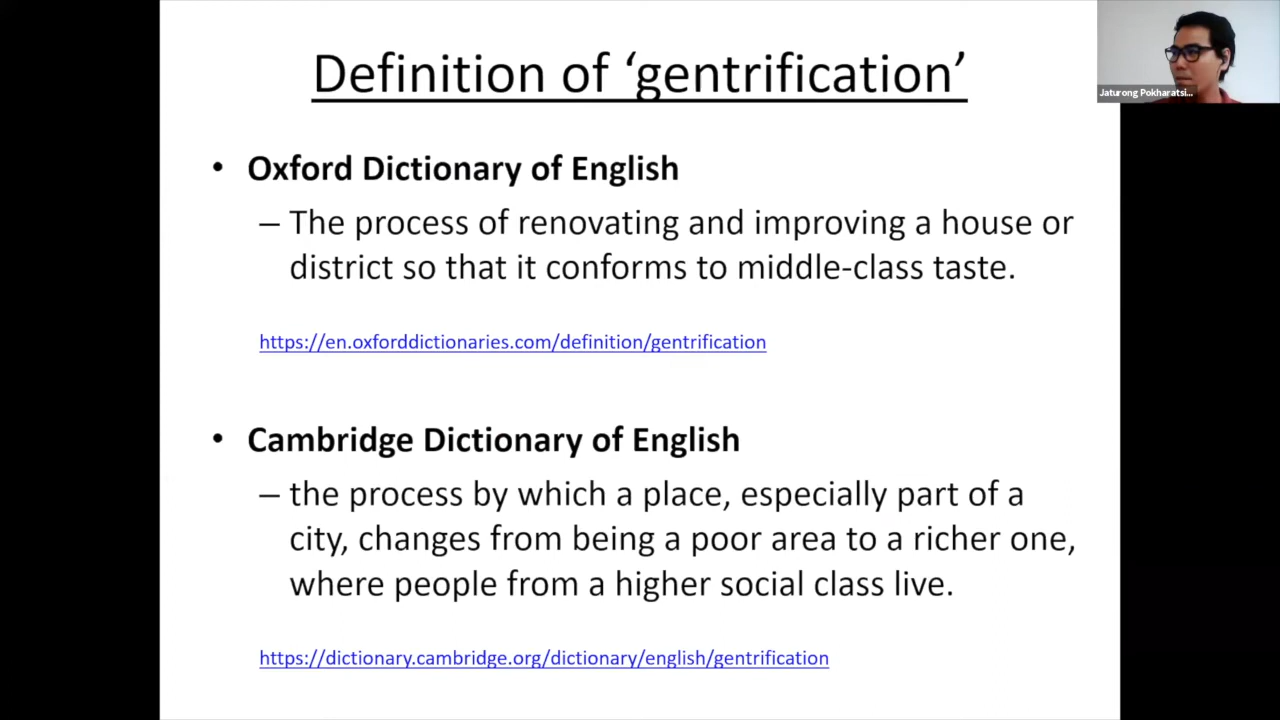 Definition of ‘gentrification’
Jaturong Pokharatsi...
• Oxford Dictionary of English
– The process of renovating and improving a house or
district so that it conforms to middle-class taste.
https://en.oxforddictionaries.com/definition/gentrification
• Cambridge Dictionary of English
– the process by which a place, especially part of a
city, changes from being a poor area to a richer one,
where people from a higher social class live.
https://dictionary.cambridge.org/dictionary/english/gentrification